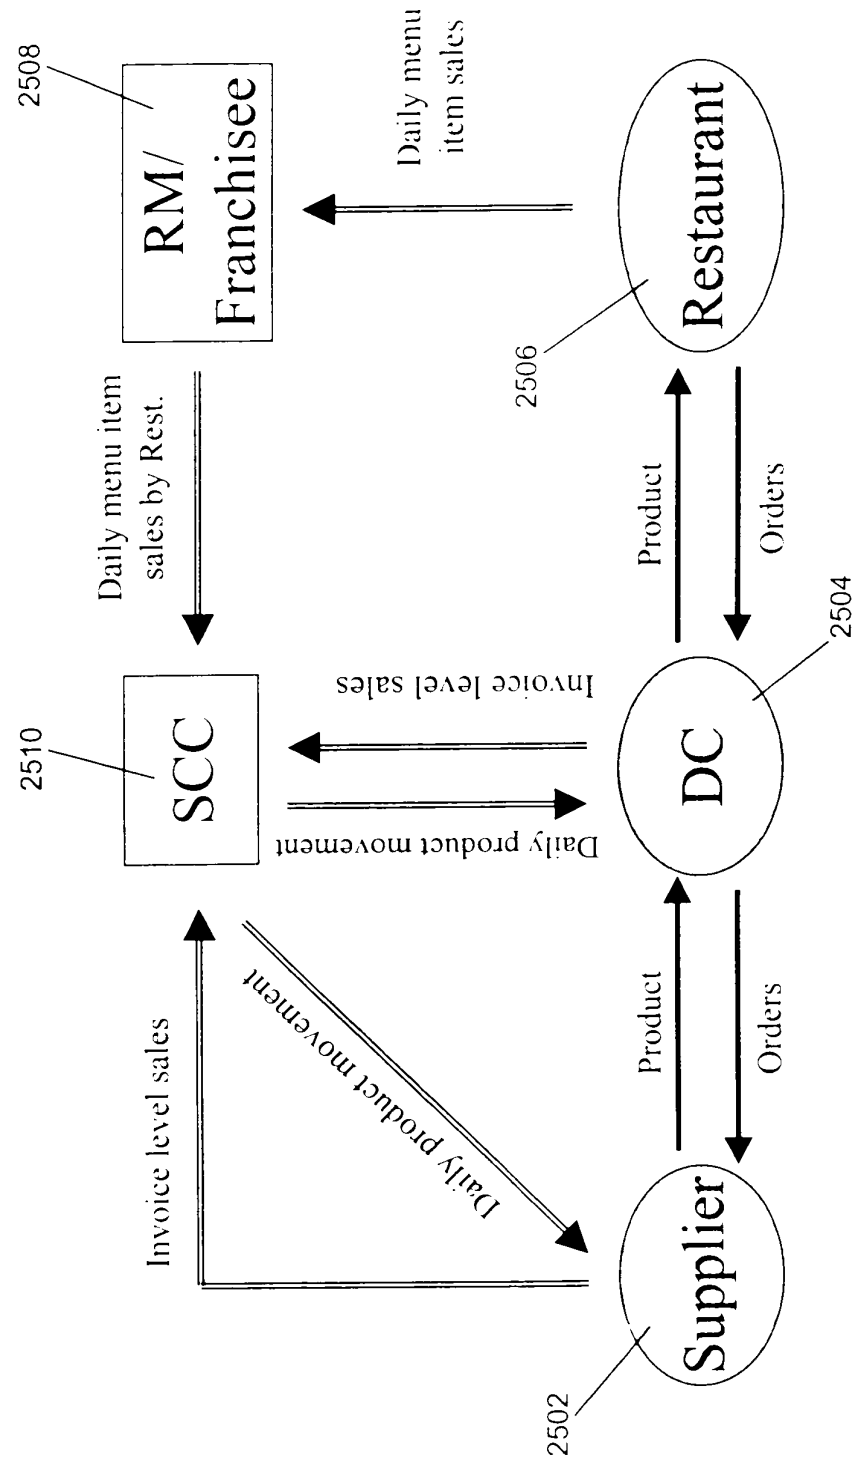 2510
2508
Invoice level sales
Daily menu item
sales by Rest.
SCC
RM/
Franchisee
Daily product movement
Daily product movement
Invoice level sales
Daily menu
item sales
2502
2506
Product
Product
Supplier
DC
Restaurant
Orders
Orders
2504